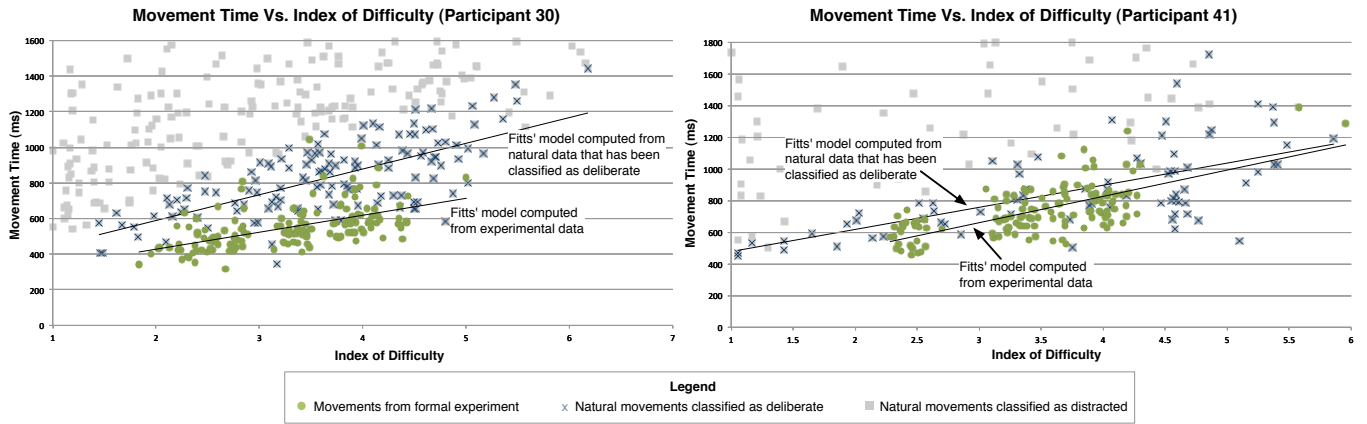 Movement Time Vs. Index of Difficulty (Participant 30)
Movement Time (ms)
1600
1400
1200
1000
800
600
400
200
0
1
2
3
4
5
6
7
Index of Difficulty
Fitts' model computed from
natural data that has been
classified as deliberate
Fitts' model computed
from experimental data
Movement Time Vs. Index of Difficulty (Participant 41)
Movement Time (ms)
1800
1600
1400
1200
1000
800
600
400
200
0
1
1.5
2
2.5
3
3.5
4
4.5
5
5.5
6
Index of Difficulty
Fitts' model computed from
natural data that has been
classified as deliberate
Fitts' model computed
from experimental data
Legend
Movements from formal experiment
x Natural movements classified as deliberate
Natural movements classified as distracted